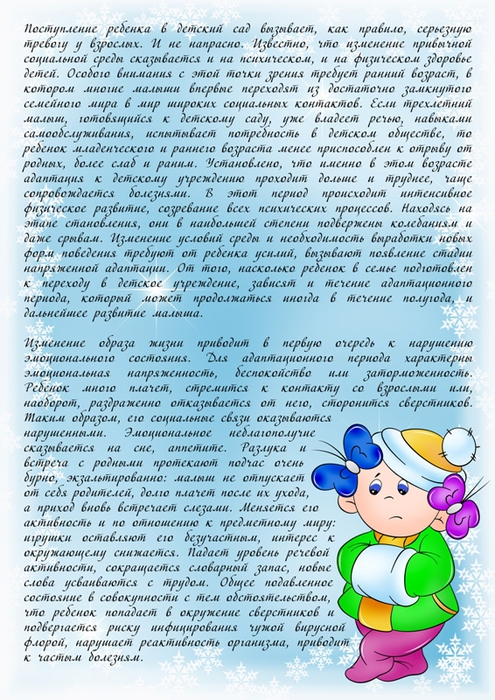 Поступление ребенка в детский сад вызывает, как правило, серьезную
тревогу у взрослых. И не напрасно. Известно, что изменение привычной
социальной среды сказывается и на психическом, и на физическом здоровье
детей. Особого внимания с этой точки зрения требует ранний возраст, в
котором многие малыши впервые переходят из достаточно замкнутого
семейного мира в мир широких социальных контактов. Если трехлетний
малыш, готовящийся к детскому саду, уже владеет речью, навыками
самообслуживания, испытывает потребность в детском обществе, то
ребенок младенческого и раннего возраста менее приспособлен к отрыву от
родных, более слаб и раним. Установлено, что именно в этом возрасте
адаптация к детскому учреждению проходит дольше и труднее, чаще
сопровождается болезнями. В этот период происходит интенсивное
физическое развитие, созревание всех психических процессов. Находясь на
этапе становления, они в наибольшей степени подвержены колебаниям и
даже срывам. Изменение условий среды и необходимость выработки новых
форм поведения требуют от ребенка усилий, вызывают появление стадии
напряженной адаптации. От того, насколько ребенок в семье подготовлен
к переходу в детское учреждение, зависят и течение адаптационного
периода, который может продолжаться иногда в течение полугода, и
дальнейшее развитие малыша.
Изменение образа жизни приводит в первую очередь к нарушению
эмоционального состояния. Для адаптационного периода характерны
эмоциональная напряженность, беспокойство или заторможенность.
Ребенок много плачет, стремится к контакту со взрослыми или,
наоборот, раздраженно отказывается от него, сторонится сверстников.
Таким образом, его социальные связи оказываются
нарушенными. Эмоциональное неблагополучие
сказывается на сне, аппетите. Разлука и
встреча с родными протекают подчас очень
бурно, экзальтированно: малыш не отпускает
от себя родителей, долго плачет после их ухода,
а приход вновь встречает слезами. Меняется его
активность и по отношению к предметному миру:
игрушки оставляют его безучастным, интерес к
окружающему снижается. Падает уровень речевой
активности, сокращается словарный запас, новые
слова усваиваются с трудом. Общее подавленное
состояние в совокупности с тем обстоятельством,
что ребенок попадает в окружение сверстников и
подвергается риску инфицирования чужой вирусной
флорой, нарушает реактивность организма, приводит
к частым болезням.